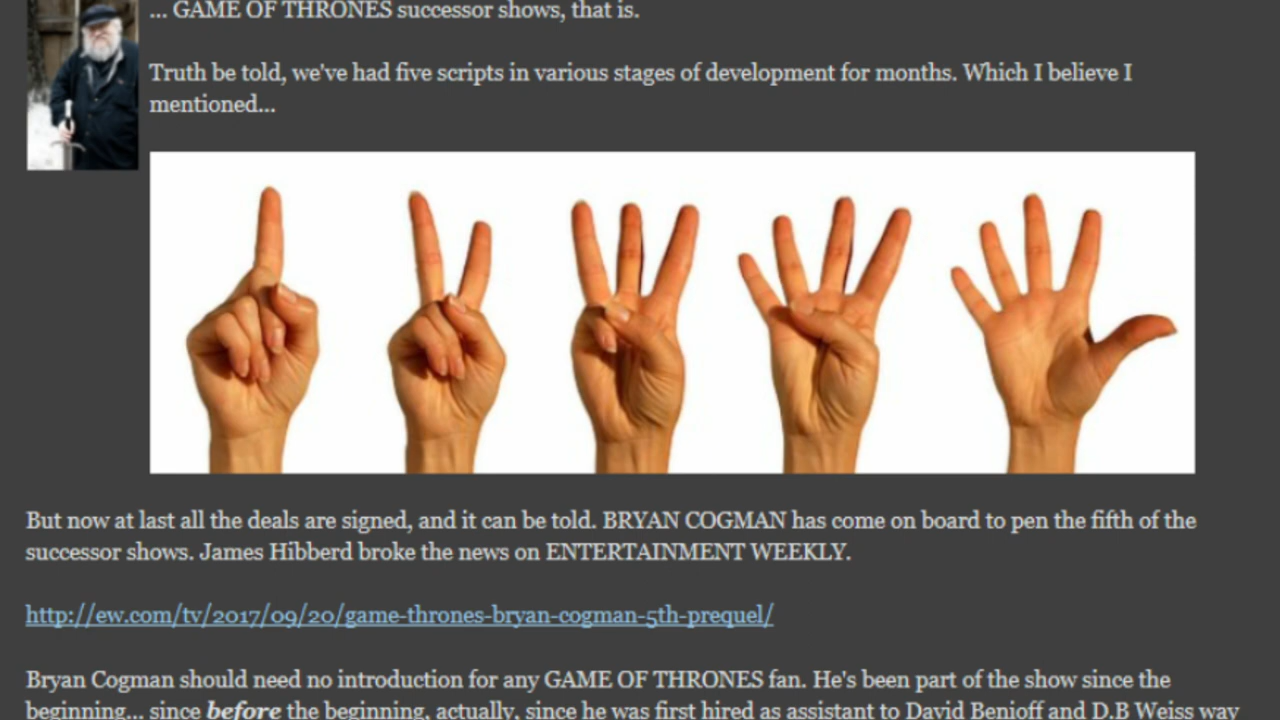 ... GAME OF THRONES successor shows, that is.
Truth be told, we've had five scripts in various stages of development for months. Which I believe I
mentioned...
But now at last all the deals are signed, and it can be told. BRYAN COGMAN has come on board to pen the fifth of the
successor shows. James Hibberd broke the news on ENTERTAINMENT WEEKLY.
http://ew.com/tv/2017/09/20/game-thrones-bryan-cogman-5th-prequel/
Bryan Cogman should need no introduction for any GAME OF THRONES fan. He's been part of the show since the
beginning... since before the beginning, actually, since he was first hired as assistant to David Benioff and D.B Weiss way